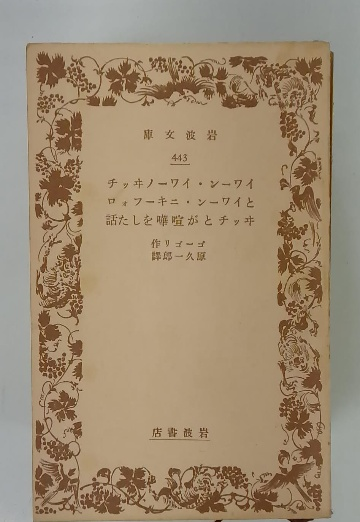 岩波文庫
443
イワーン・イワーノヰッチ
とイワーン・ニキーフォロ
ヰッチとが喧嘩をした話
ゴーゴリ作
原久一郎譯
岩波書店